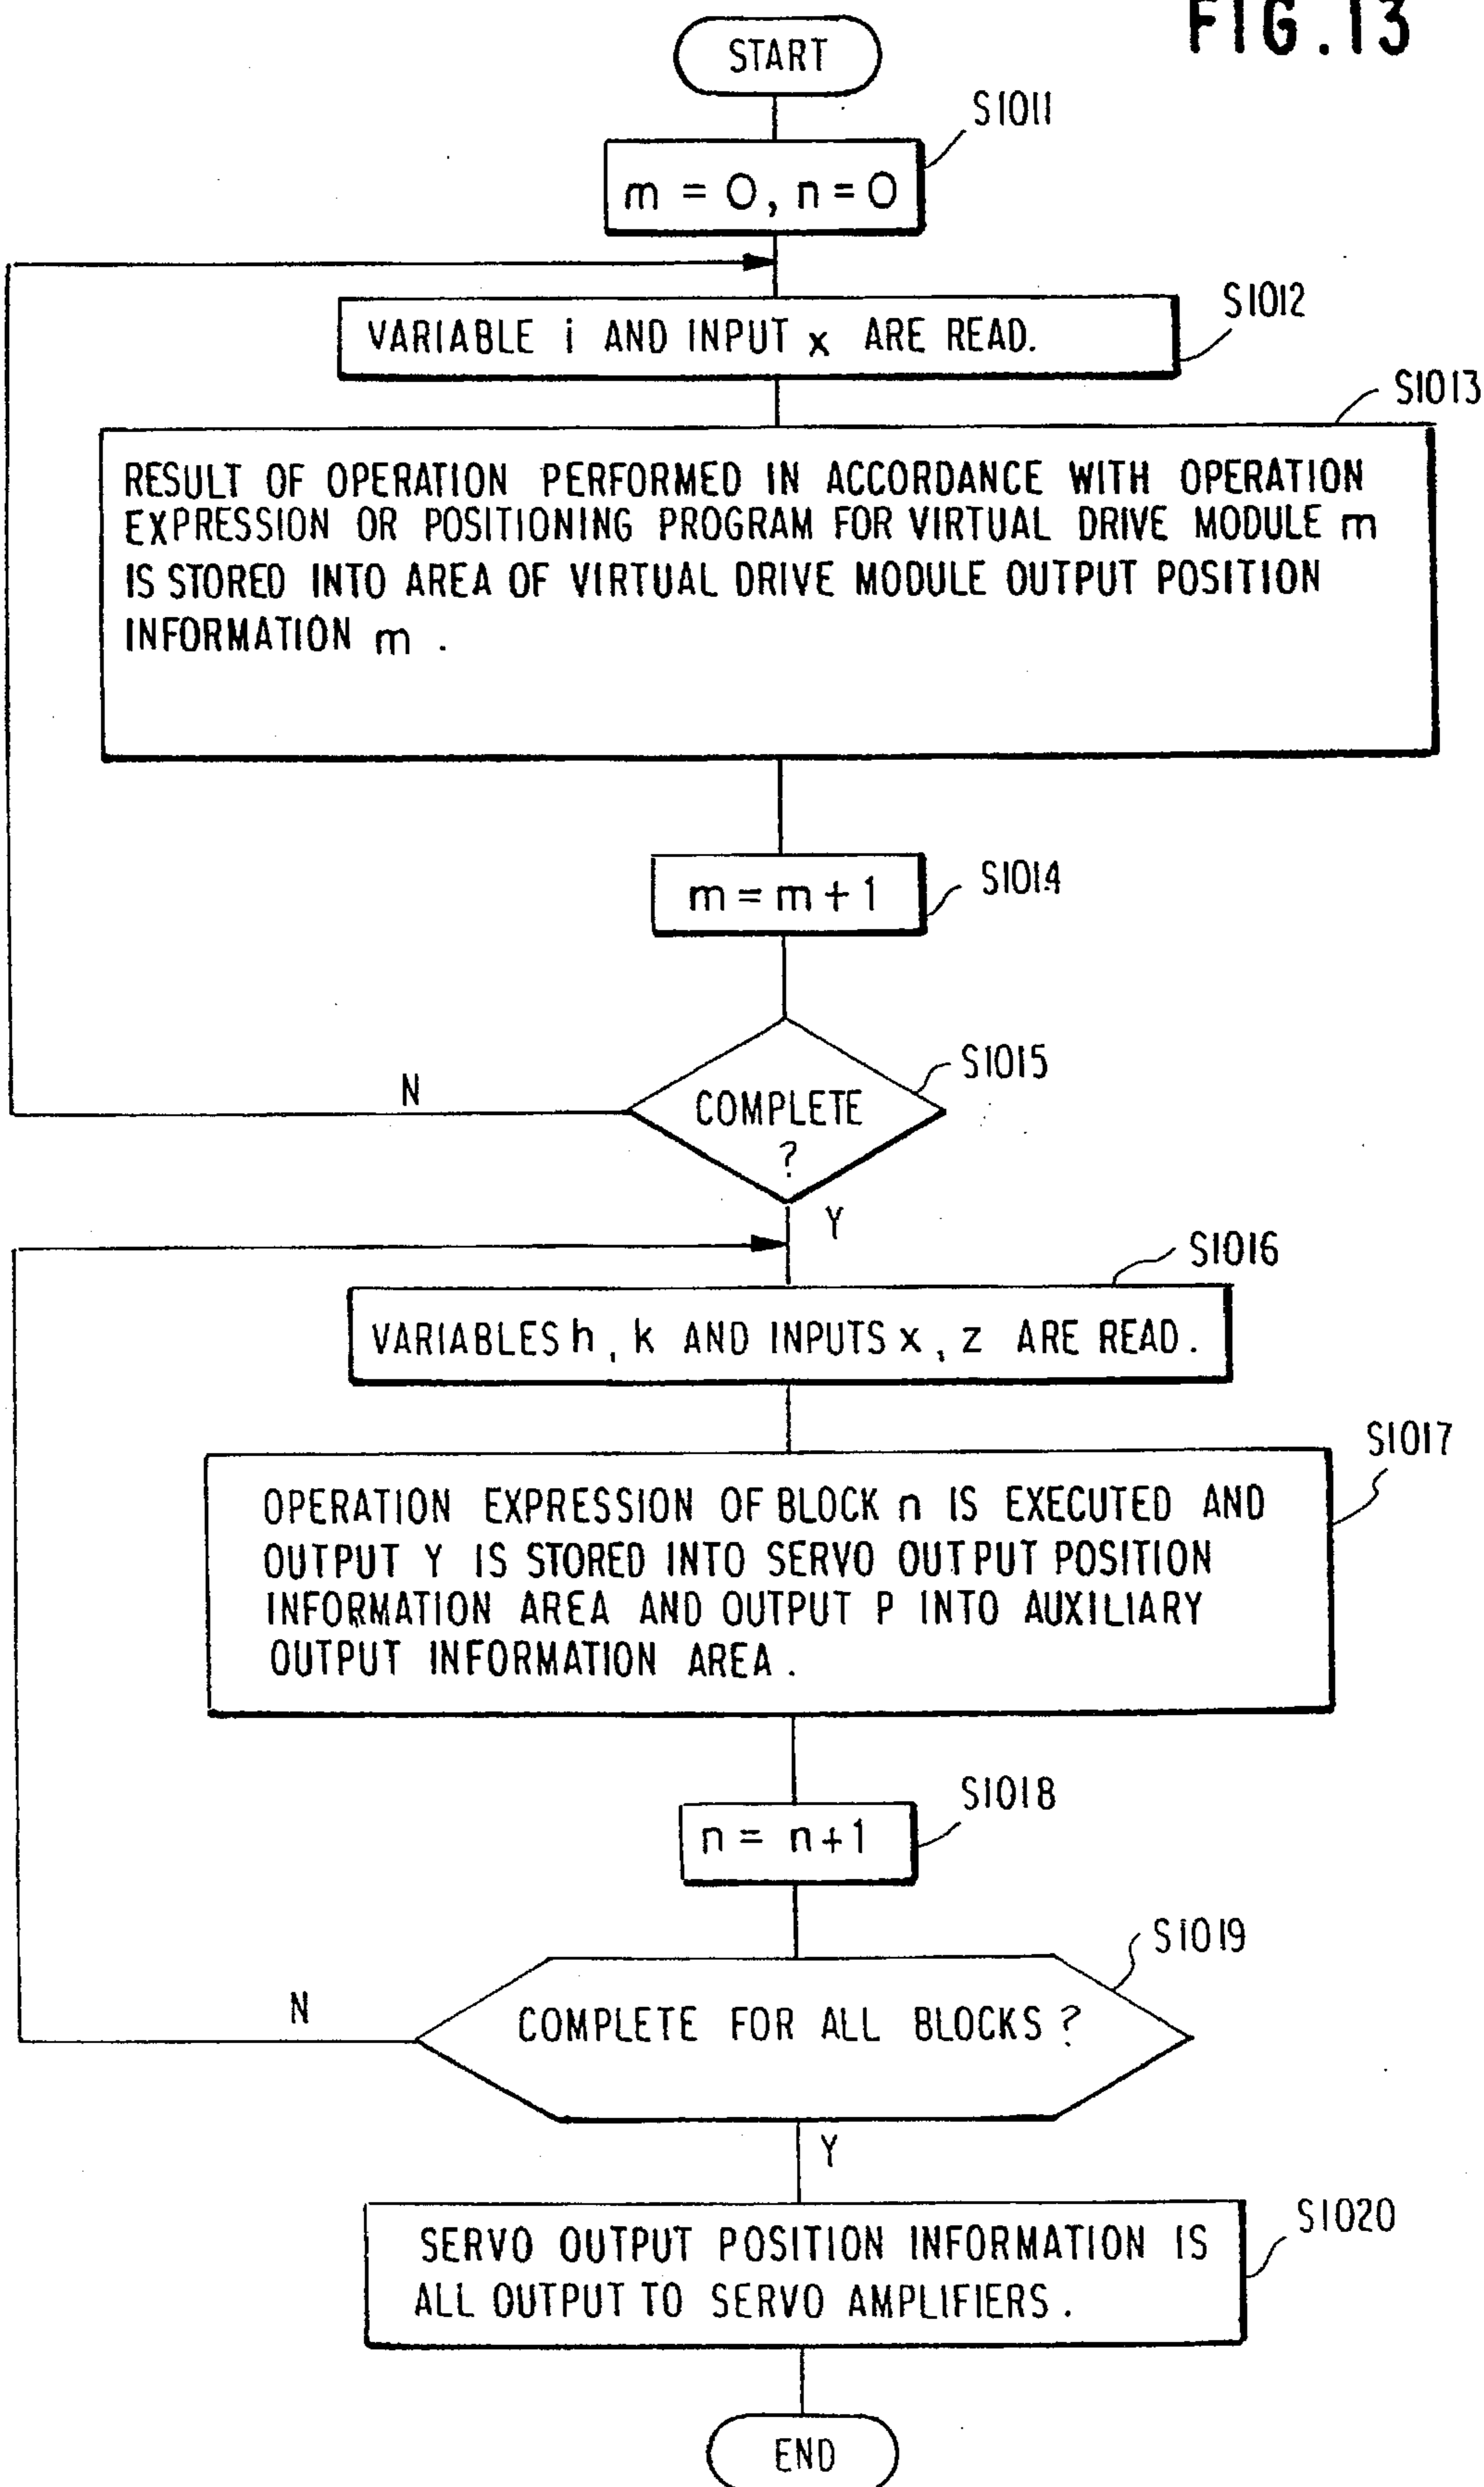 FIG.13
START
S1011
m = 0, n=0
S1012
VARIABLE i AND INPUT x ARE READ.
S1013
RESULT OF OPERATION PERFORMED IN ACCORDANCE WITH OPERATION
EXPRESSION OR POSITIONING PROGRAM FOR VIRTUAL DRIVE MODULE m
IS STORED INTO AREA OF VIRTUAL DRIVE MODULE OUTPUT POSITION
INFORMATION m .
S1014
m = m + 1
S1015
COMPLETE
?
N
Y
S1016
VARIABLES h, k AND INPUTS x, z ARE READ.
S1017
OPERATION EXPRESSION OF BLOCK n IS EXECUTED AND
OUTPUT Y IS STORED INTO SERVO OUTPUT POSITION
INFORMATION AREA AND OUTPUT P INTO AUXILIARY
OUTPUT INFORMATION AREA .
S1018
n = n+1
S1019
COMPLETE FOR ALL BLOCKS ?
N
Y
S1020
SERVO OUTPUT POSITION INFORMATION IS
ALL OUTPUT TO SERVO AMPLIFIERS .
END